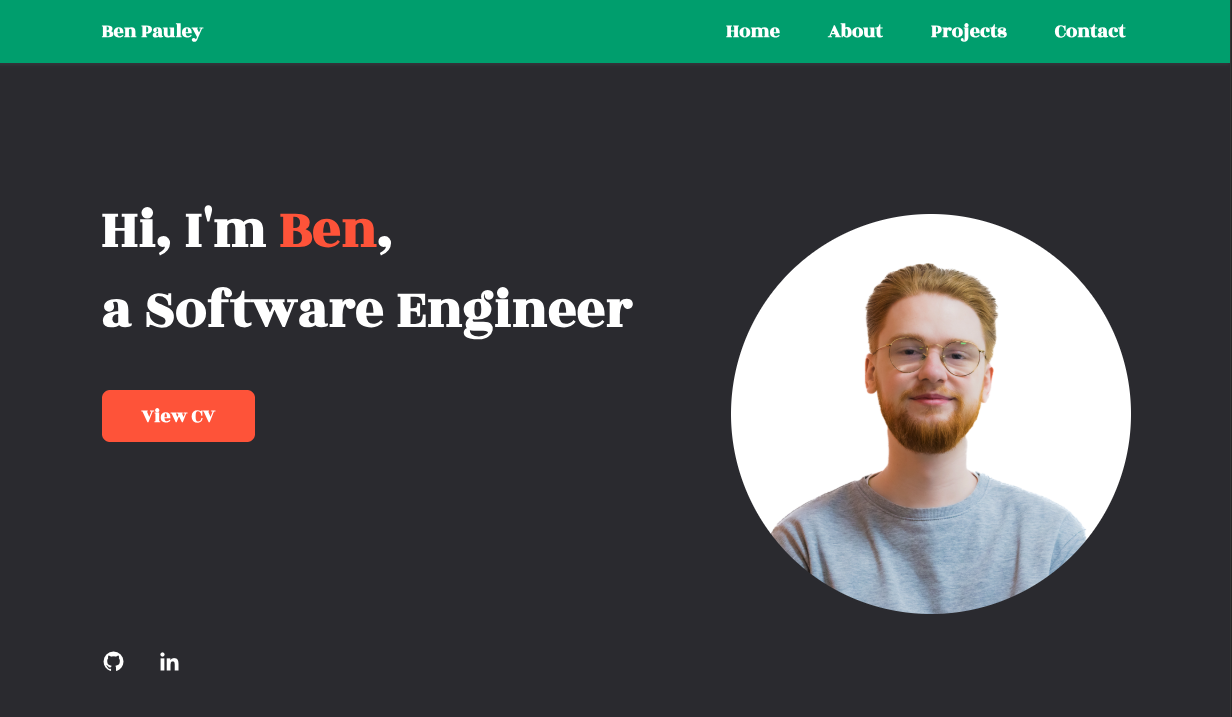 Ben Pauley
Home About Projects Contact
Hi, I'm Ben,
a Software Engineer
View CV
in